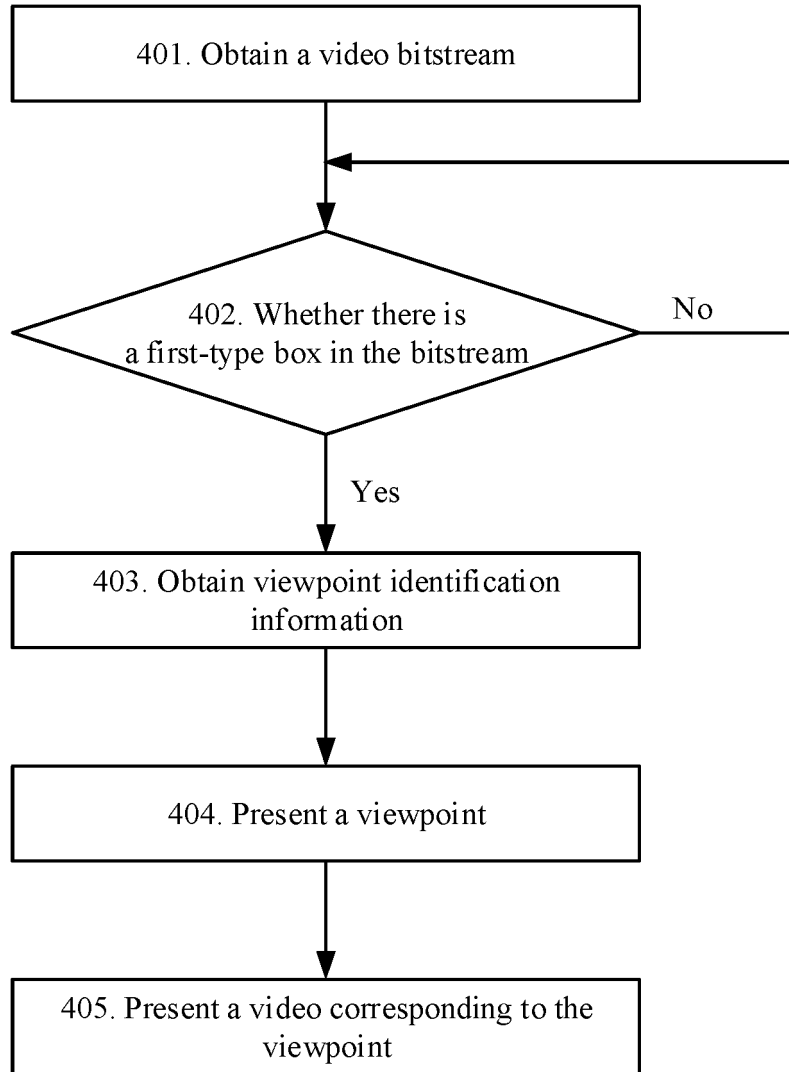 401. Obtain a video bitstream
402. Whether there is
a first-type box in the bitstream
No
Yes
403. Obtain viewpoint identification
information
404. Present a viewpoint
405. Present a video corresponding to the
viewpoint